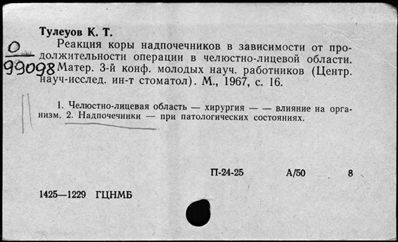 Тулеуов К. Т.
Реакция коры надпочечников в зависимости от про-
должительности операции в челюстно-лицевой области.
Матер. 3-й конф. молодых науч. работников (Центр.
науч-исслед. ин-т стоматол). М., 1967, с. 16.
О
99098
1. Челюстно-лицевая область — хирургия — — влияние на орга-
низм. 2. Надпочечники — при патологических состояниях.
П-24-25 А/50 8
1425—1229 ГЦНМБ